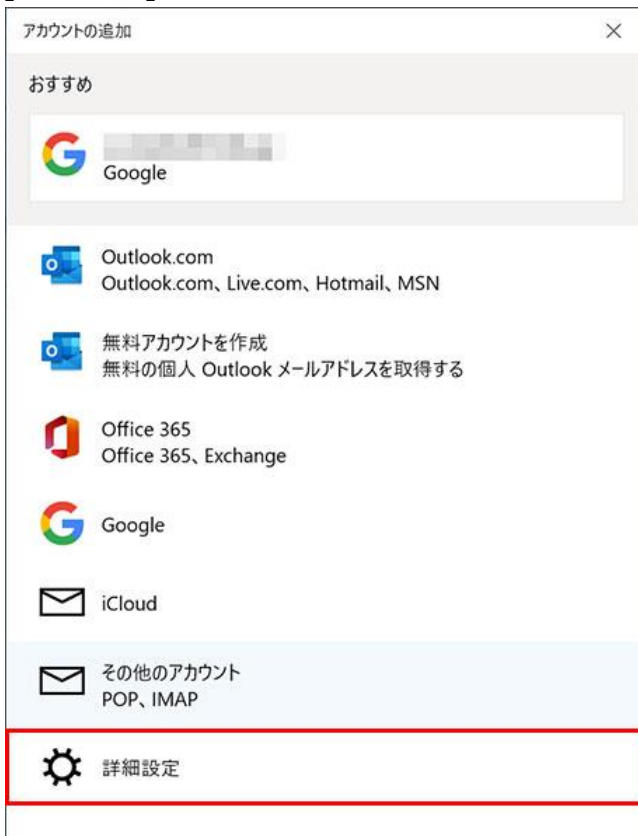 アカウントの追加
おすすめ
Google
Outlook.com
Outlook.com、Live.com、Hotmail、MSN
無料アカウントを作成
無料の個人 Outlook メールアドレスを取得する
Office 365
Office 365、Exchange
Google
iCloud
その他のアカウント
POP、IMAP
詳細設定